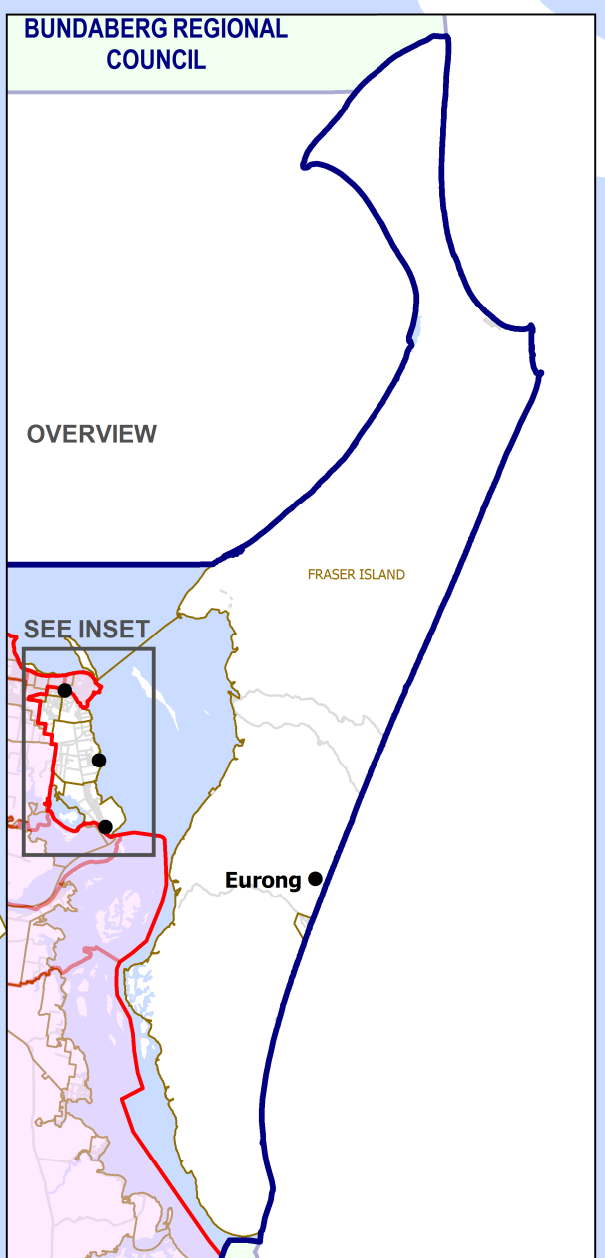 BUNDABERG REGIONAL
COUNCIL
OVERVIEW
FRASER ISLAND
SEE INSET
Eurong